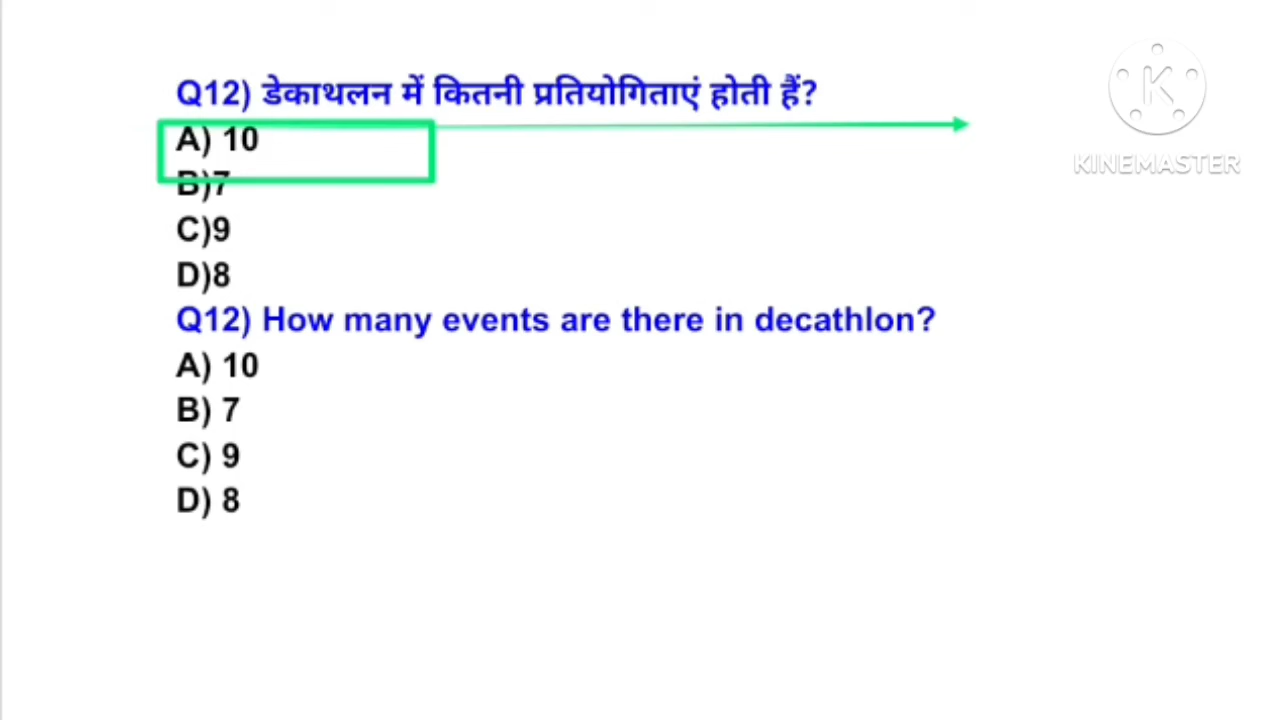 Q12) डेकाथलन में कितनी प्रतियोगिताएं होती हैं?
A) 10
B)7
C)9
D)8
Q12) How many events are there in decathlon?
A) 10
B) 7
C) 9
D) 8
K
KINEMASTER